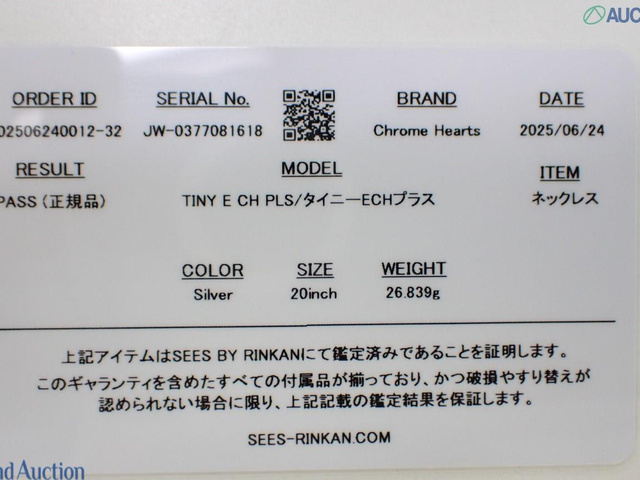 AUC
ORDER ID SERIAL No. BRAND DATE
02506240012-32 JW-0377081618 Chrome Hearts 2025/06/24
RESULT MODEL ITEM
PASS（正規品） TINY E CH PLS/タイニーECHプラス ネックレス
COLOR SIZE WEIGHT
Silver 20inch 26.839g
上記アイテムはSEES BY RINKANにて鑑定済みであることを証明します。
このギャランティを含めたすべての付属品が揃っており、かつ破損やすり替えが
認められない場合に限り、上記記載の鑑定結果を保証します。
SEES-RINKAN.COM
nd Auction